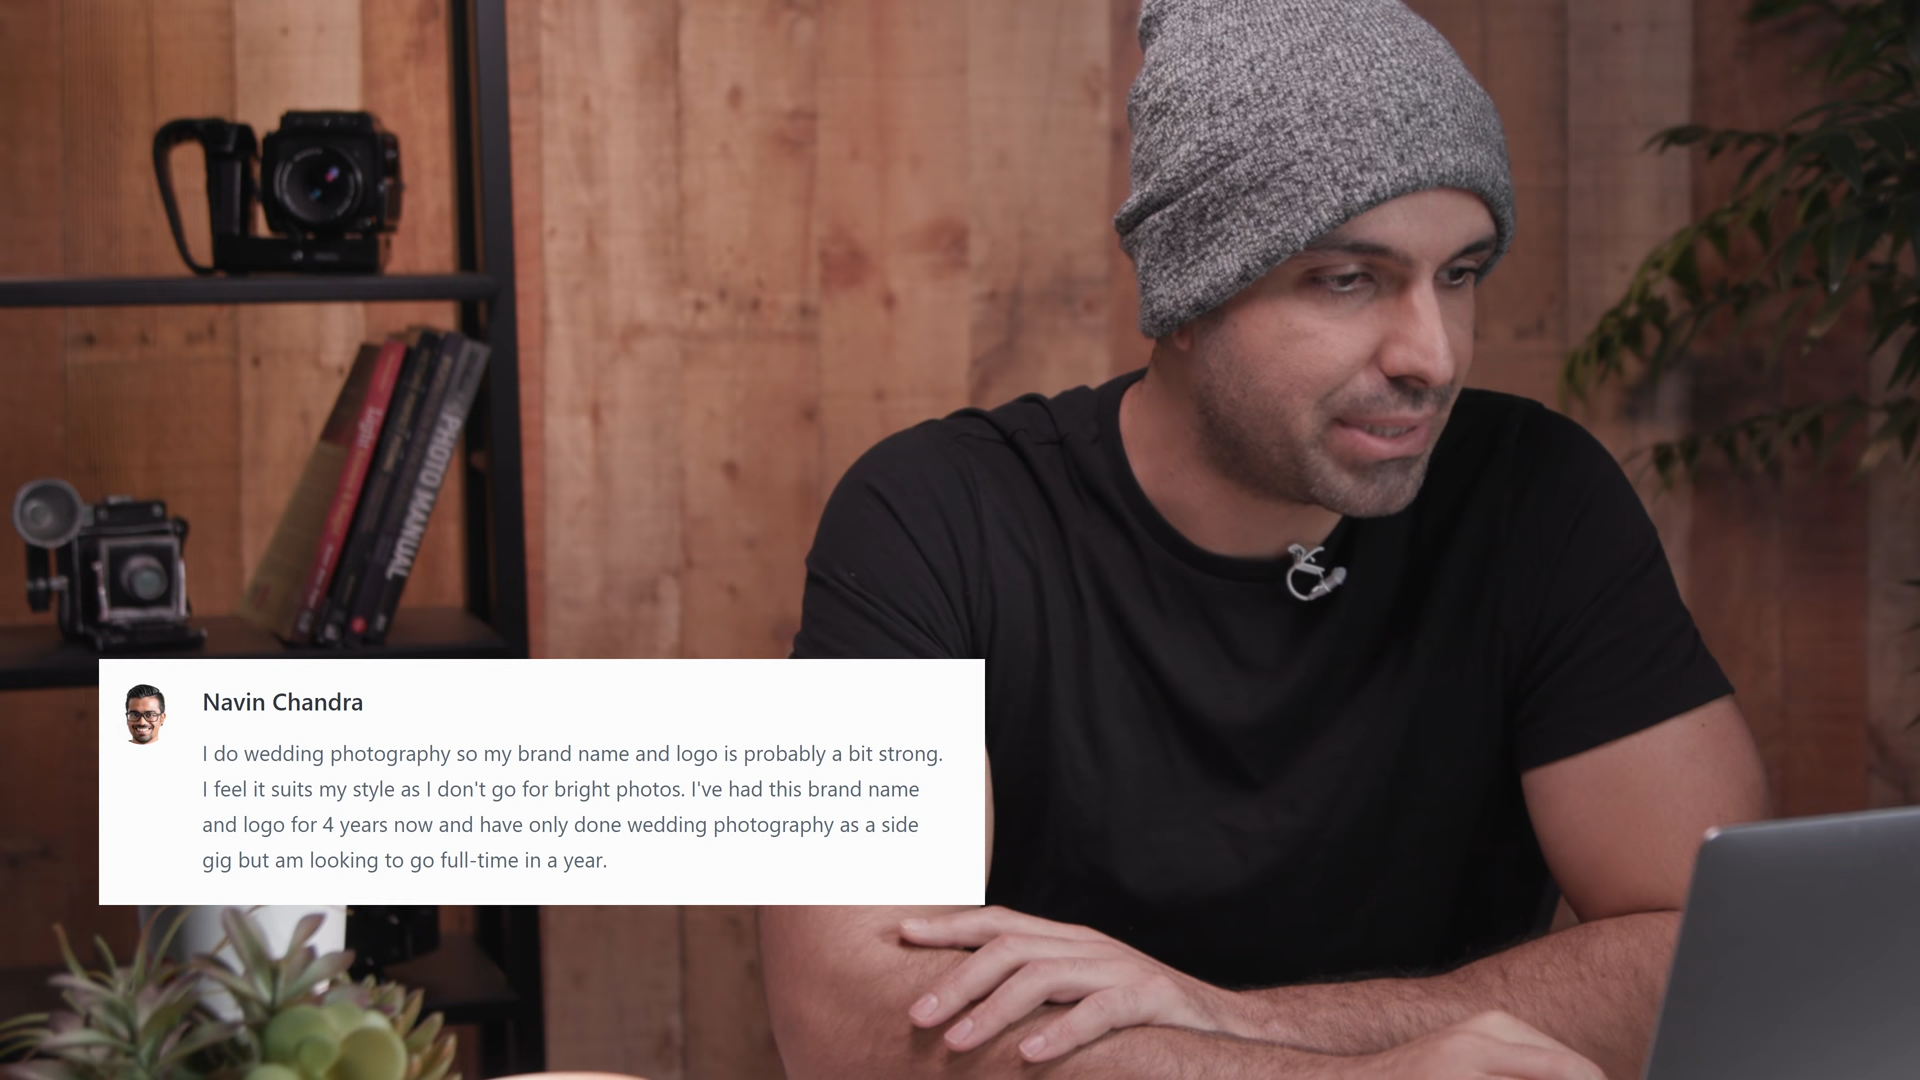 PHOTO MANUAL
Navin Chandra
I do wedding photography so my brand name and logo is probably a bit strong.
I feel it suits my style as I don't go for bright photos. I've had this brand name
and logo for 4 years now and have only done wedding photography as a side
gig but am looking to go full-time in a year.